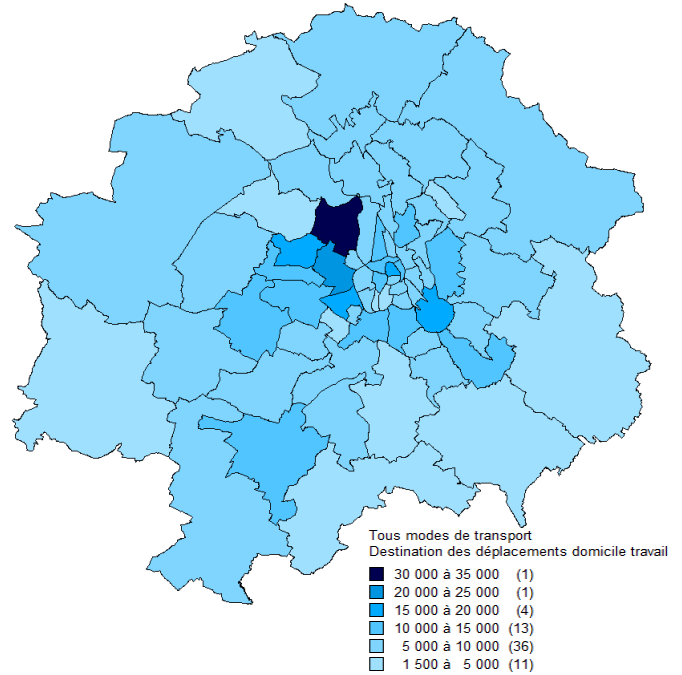 Tous modes de transport
Destination des déplacements domicile travail
30 000 à 35 000 (1)
20 000 à 25 000 (1)
15 000 à 20 000 (4)
10 000 à 15 000 (13)
5 000 à 10 000 (36)
1 500 à 5 000 (11)